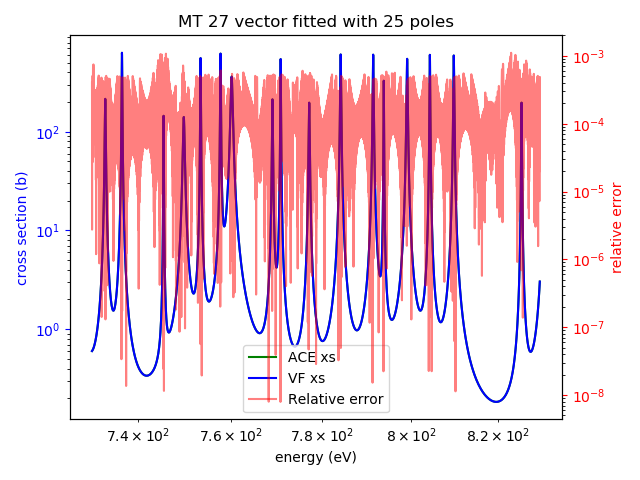 MT 27 vector fitted with 25 poles
cross section (b)
10²
10¹
10⁰
10⁻³
10⁻⁴
10⁻⁵
10⁻⁶
10⁻⁷
10⁻⁸
relative error
ACE xs
VF xs
Relative error
7.4 × 10² 7.6 × 10² 7.8 × 10² 8 × 10² 8.2 × 10²
energy (eV)